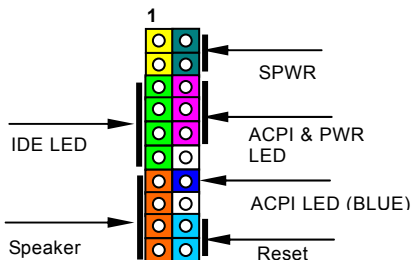 1
SPWR
IDE LED
ACPI & PWR
LED
ACPI LED (BLUE)
Speaker
Reset